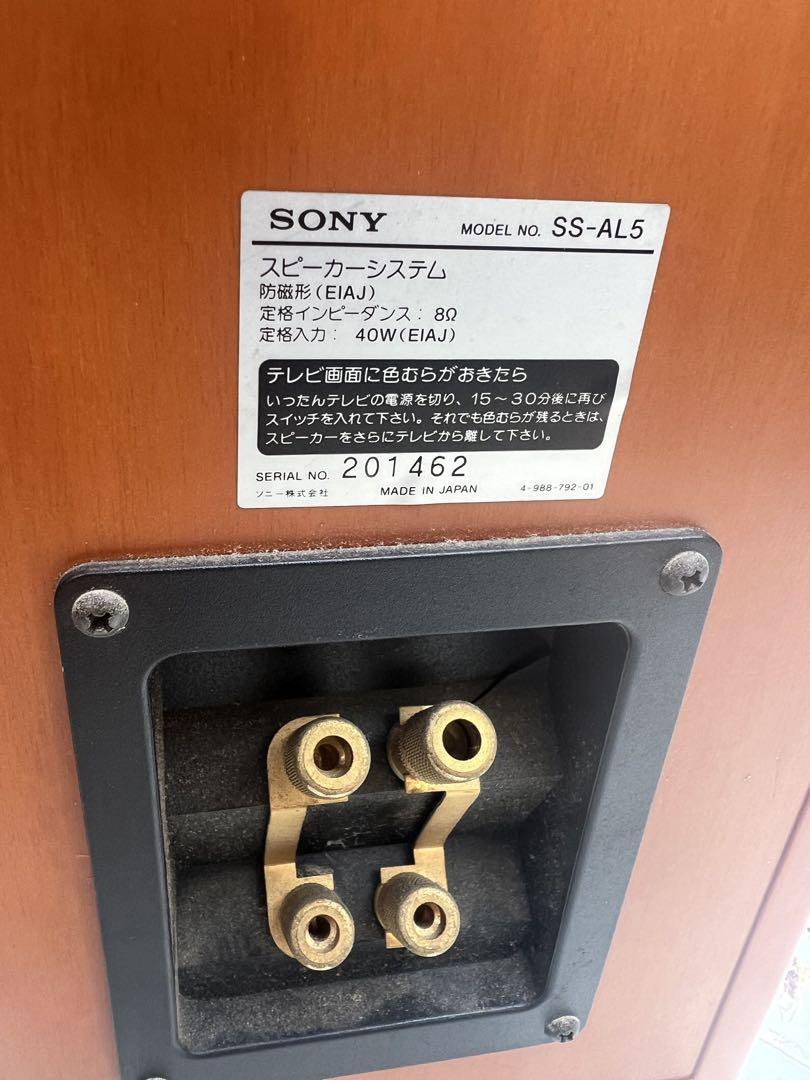 SONY MODEL NO. SS-AL5
スピーカーシステム
防磁形(EIAJ)
定格インピーダンス: 8Ω
定格入力: 40W(EIAJ)
テレビ画面に色むらがおきたら
いったんテレビの電源を切り、15～30分後に再び
スイッチを入れて下さい。それでも色むらが残るときは、
スピーカーをさらにテレビから離して下さい。
SERIAL NO. 201462
ソニー株式会社 MADE IN JAPAN 4-988-792-01